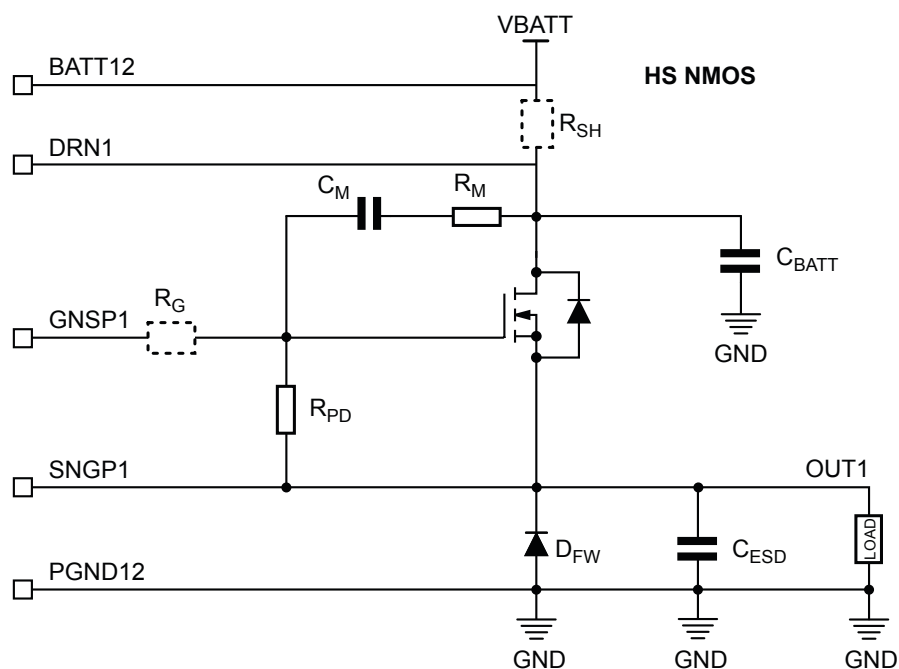 VBATT
BATT12
HS NMOS
RSH
DRN1
CM
RM
CBATT
RG
GNSP1
GND
RPD
SNGP1
OUT1
LOAD
DFW
CESD
PGND12
GND
GND
GND